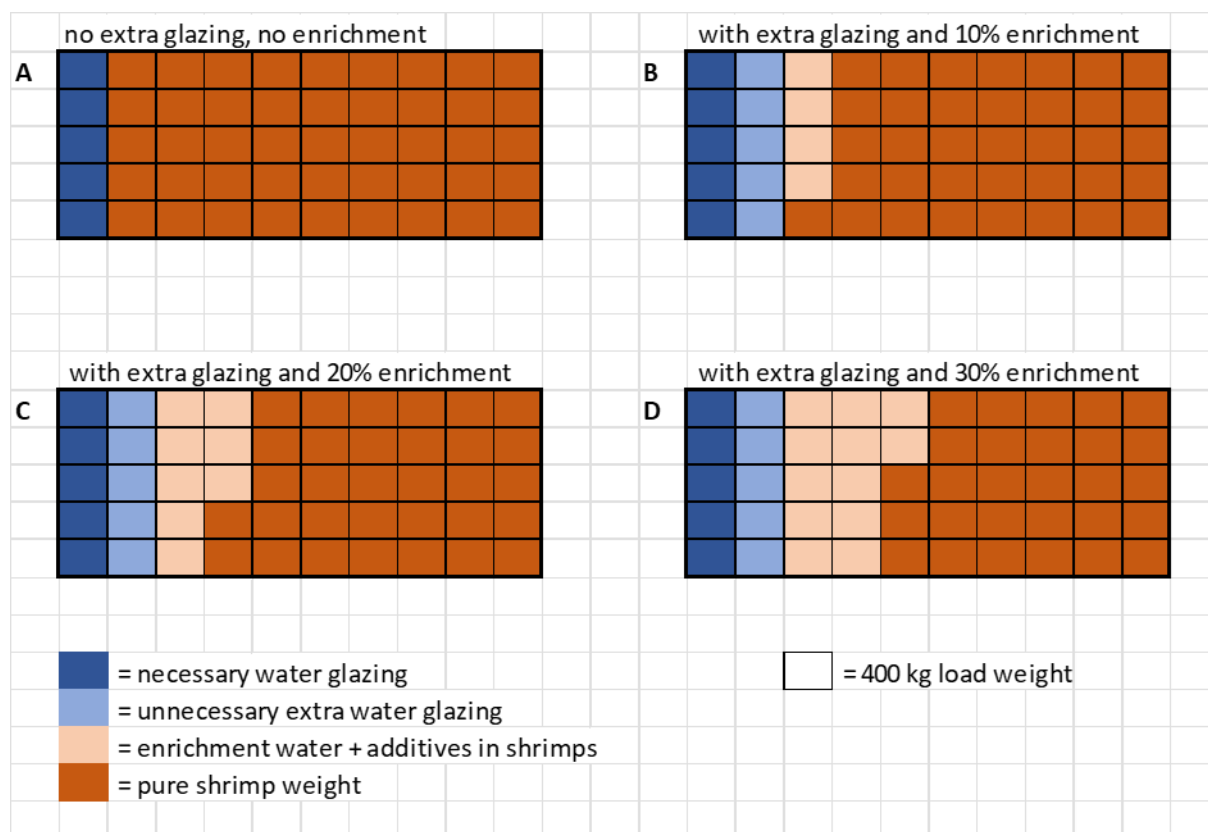 no extra glazing, no enrichment
A
with extra glazing and 10% enrichment
B
with extra glazing and 20% enrichment
C
with extra glazing and 30% enrichment
D
= necessary water glazing
= unnecessary extra water glazing
= enrichment water + additives in shrimps
= pure shrimp weight
= 400 kg load weight